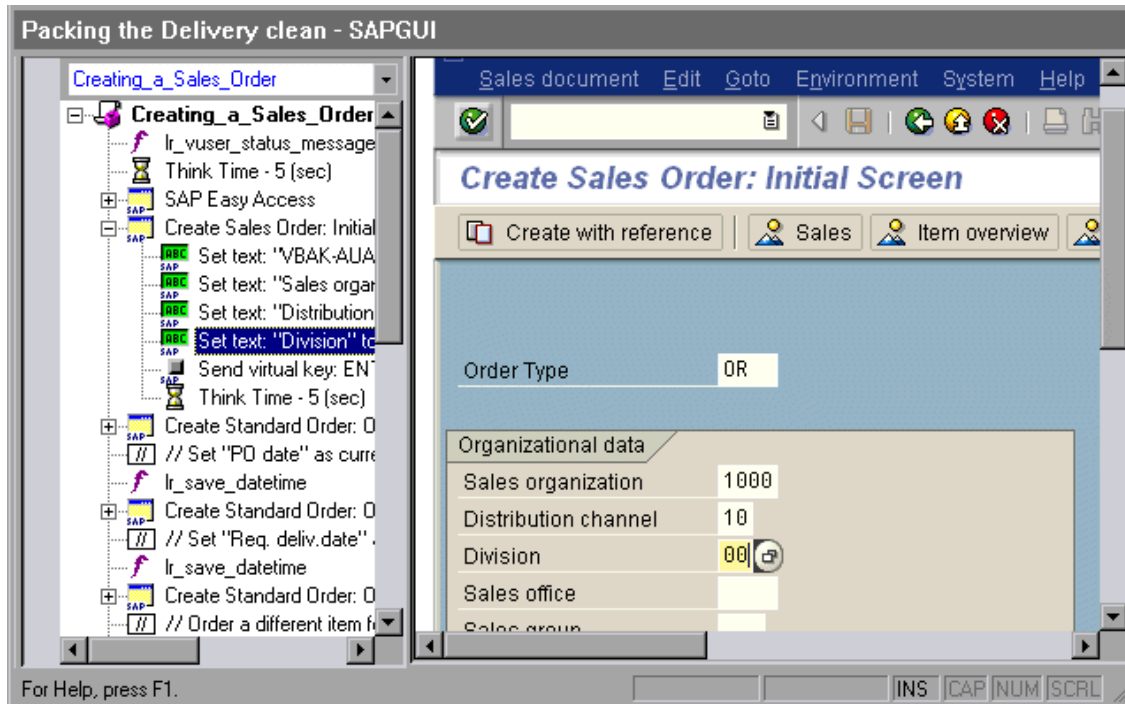 Packing the Delivery clean - SAPGUI
Creating_a_Sales_Order
Creating_a_Sales_Order
lr_vuser_status_message
Think Time - 5 (sec)
SAP Easy Access
Create Sales Order: Initial
Set text: "VBAK-AUA
Set text: "Sales organ
Set text: "Distribution
Set text: "Division" to
Send virtual key: ENT
Think Time - 5 (sec)
Create Standard Order: O
// Set "PO date" as curre
lr_save_datetime
Create Standard Order: O
// Set "Req. deliv.date"
lr_save_datetime
Create Standard Order: O
// Order a different item f
Sales document Edit Goto Environment System Help
Create Sales Order: Initial Screen
Create with reference Sales Item overview
Order Type OR
Organizational data
Sales organization 1000
Distribution channel 10
Division 00
Sales office
Sales group
For Help, press F1.
INS CAP NUM SCRL